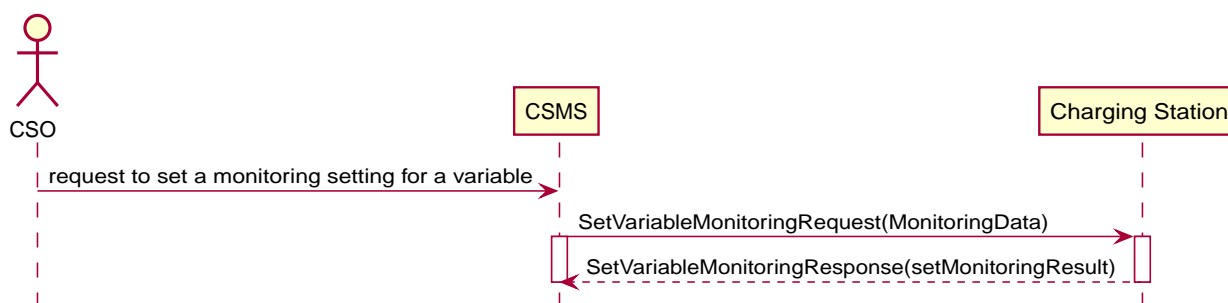 CSO
CSMS
Charging Station
request to set a monitoring setting for a variable
SetVariableMonitoringRequest(MonitoringData)
SetVariableMonitoringResponse(setMonitoringResult)